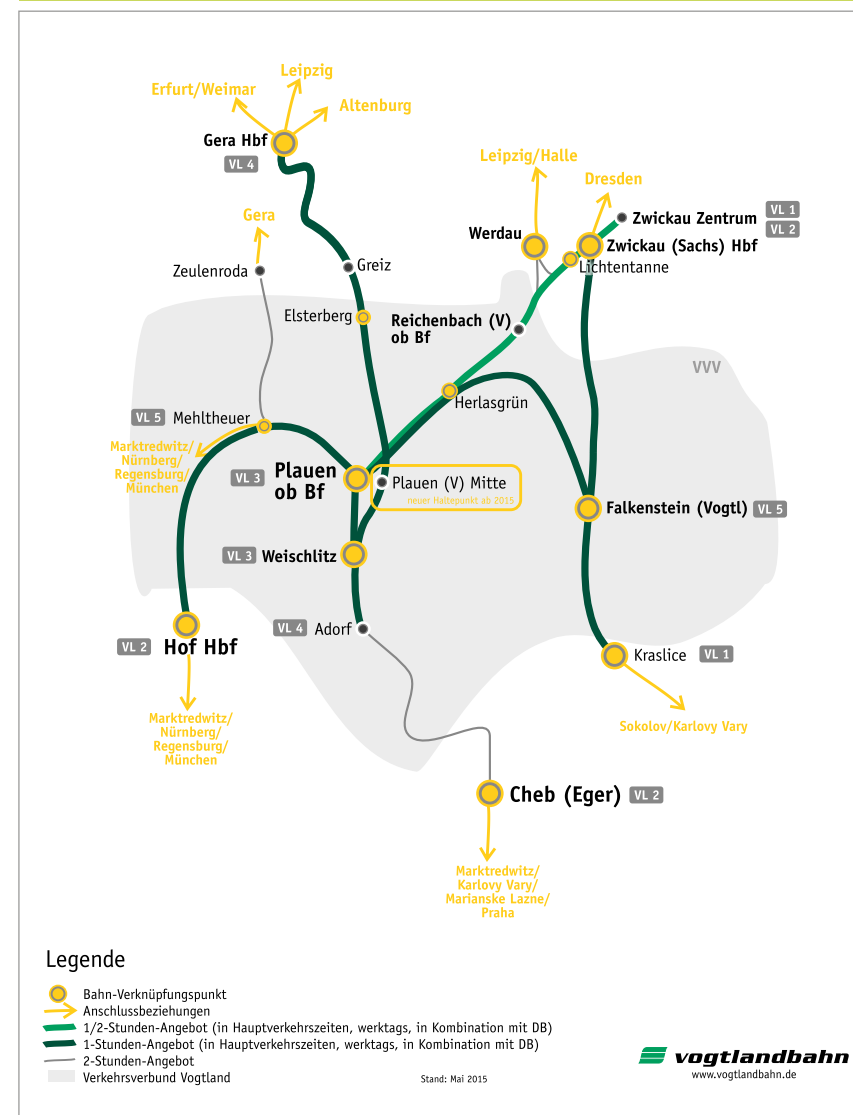 Leipzig
Erfurt/Weimar
Altenburg
Gera Hbf
VL 4
Leipzig/Halle
Dresden
Gera
Zwickau Zentrum
VL 1
VL 2
Werdau
Zwickau (Sachs) Hbf
Lichtentanne
Zeulenroda
Greiz
Elsterberg
Reichenbach (V)
ob Bf
VVV
Herlasgrün
VL 5
Mehltheuer
Marktredwitz/
Nürnberg/
Regensburg/
München
VL 3
Plauen
ob Bf
Plauen (V) Mitte
neuer Haltepunkt ab 2015
Falkenstein (Vogtl)
VL 5
VL 3
Weischlitz
VL 4
Adorf
VL 2
Hof Hbf
Kraslice
VL 1
Marktredwitz/
Nürnberg/
Regensburg/
München
Sokolov/Karlovy Vary
Cheb (Eger)
VL 2
Marktredwitz/
Karlovy Vary/
Marianske Lazne/
Praha
Legende
Bahn-Verknüpfungspunkt
Anschlussbeziehungen
1/2-Stunden-Angebot (in Hauptverkehrszeiten, werktags, in Kombination mit DB)
1-Stunden-Angebot (in Hauptverkehrszeiten, werktags, in Kombination mit DB)
2-Stunden-Angebot
Verkehrsverbund Vogtland
Stand: Mai 2015
vogtlandbahn
www.vogtlandbahn.de